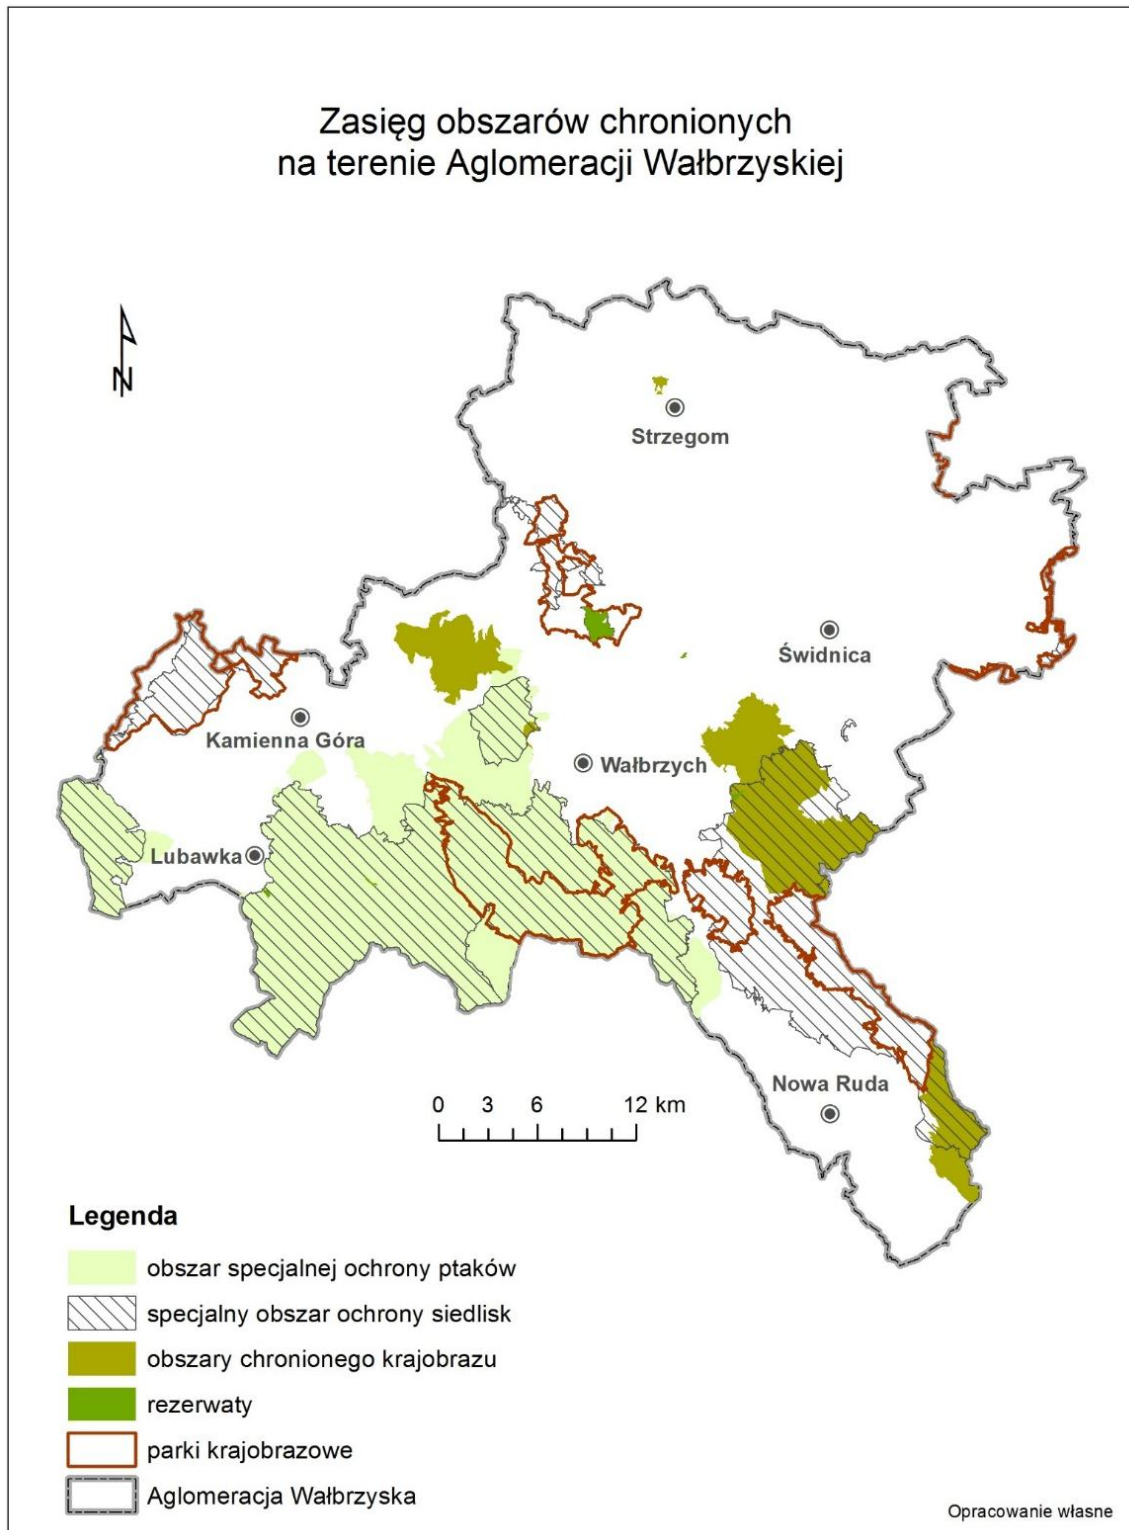 Zasięg obszarów chronionych
na terenie Aglomeracji Wałbrzyskiej
N
Strzegom
Świdnica
Kamienna Góra
Wałbrzych
Lubawka
Nowa Ruda
0 3 6 12 km
Legenda
obszar specjalnej ochrony ptaków
specjalny obszar ochrony siedlisk
obszary chronionego krajobrazu
rezerwaty
parki krajobrazowe
Aglomeracja Wałbrzyska
Opracowanie własne